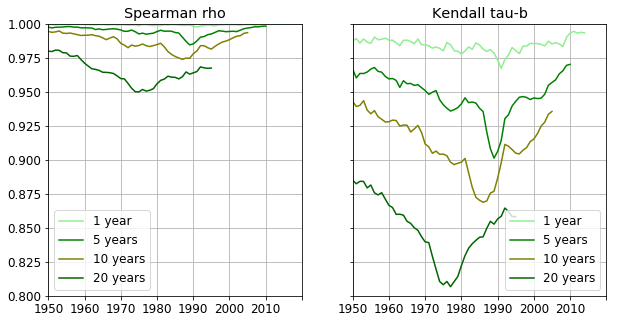 Spearman rho
Kendall tau-b
1.000
0.975
0.950
0.925
0.900
0.875
0.850
0.825
0.800
1 year
5 years
10 years
20 years
1950 1960 1970 1980 1990 2000 2010
1 year
5 years
10 years
20 years
1950 1960 1970 1980 1990 2000 2010